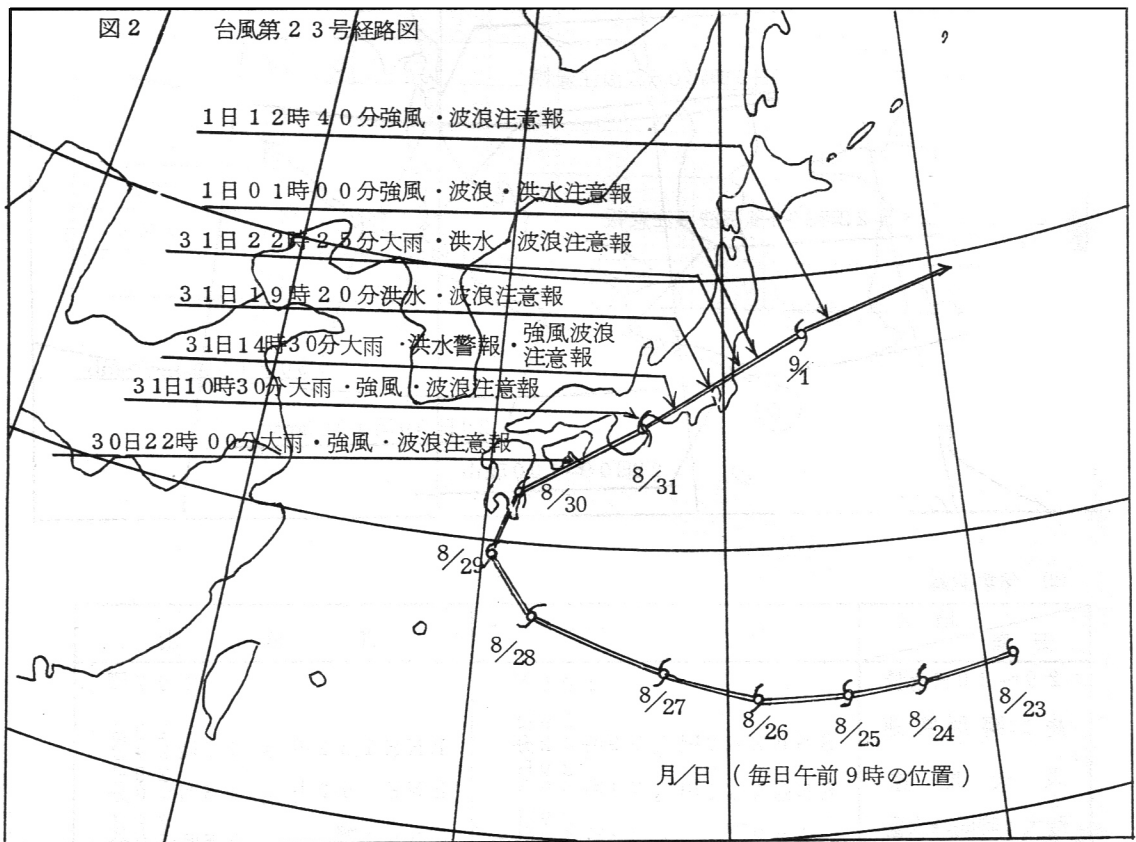 図2 台風第23号経路図
1日12時40分強風・波浪注意報
1日01時00分強風・波浪・洪水注意報
31日22時25分大雨・洪水・波浪注意報
31日19時20分洪水・波浪注意報
31日14時30分大雨・洪水警報・強風波浪
注意報
31日10時30分大雨・強風・波浪注意報
30日22時00分大雨・強風・波浪注意報
9/1
8/31
8/30
8/29
8/28
8/27
8/26
8/25
8/24
8/23
月/日 (毎日午前9時の位置)